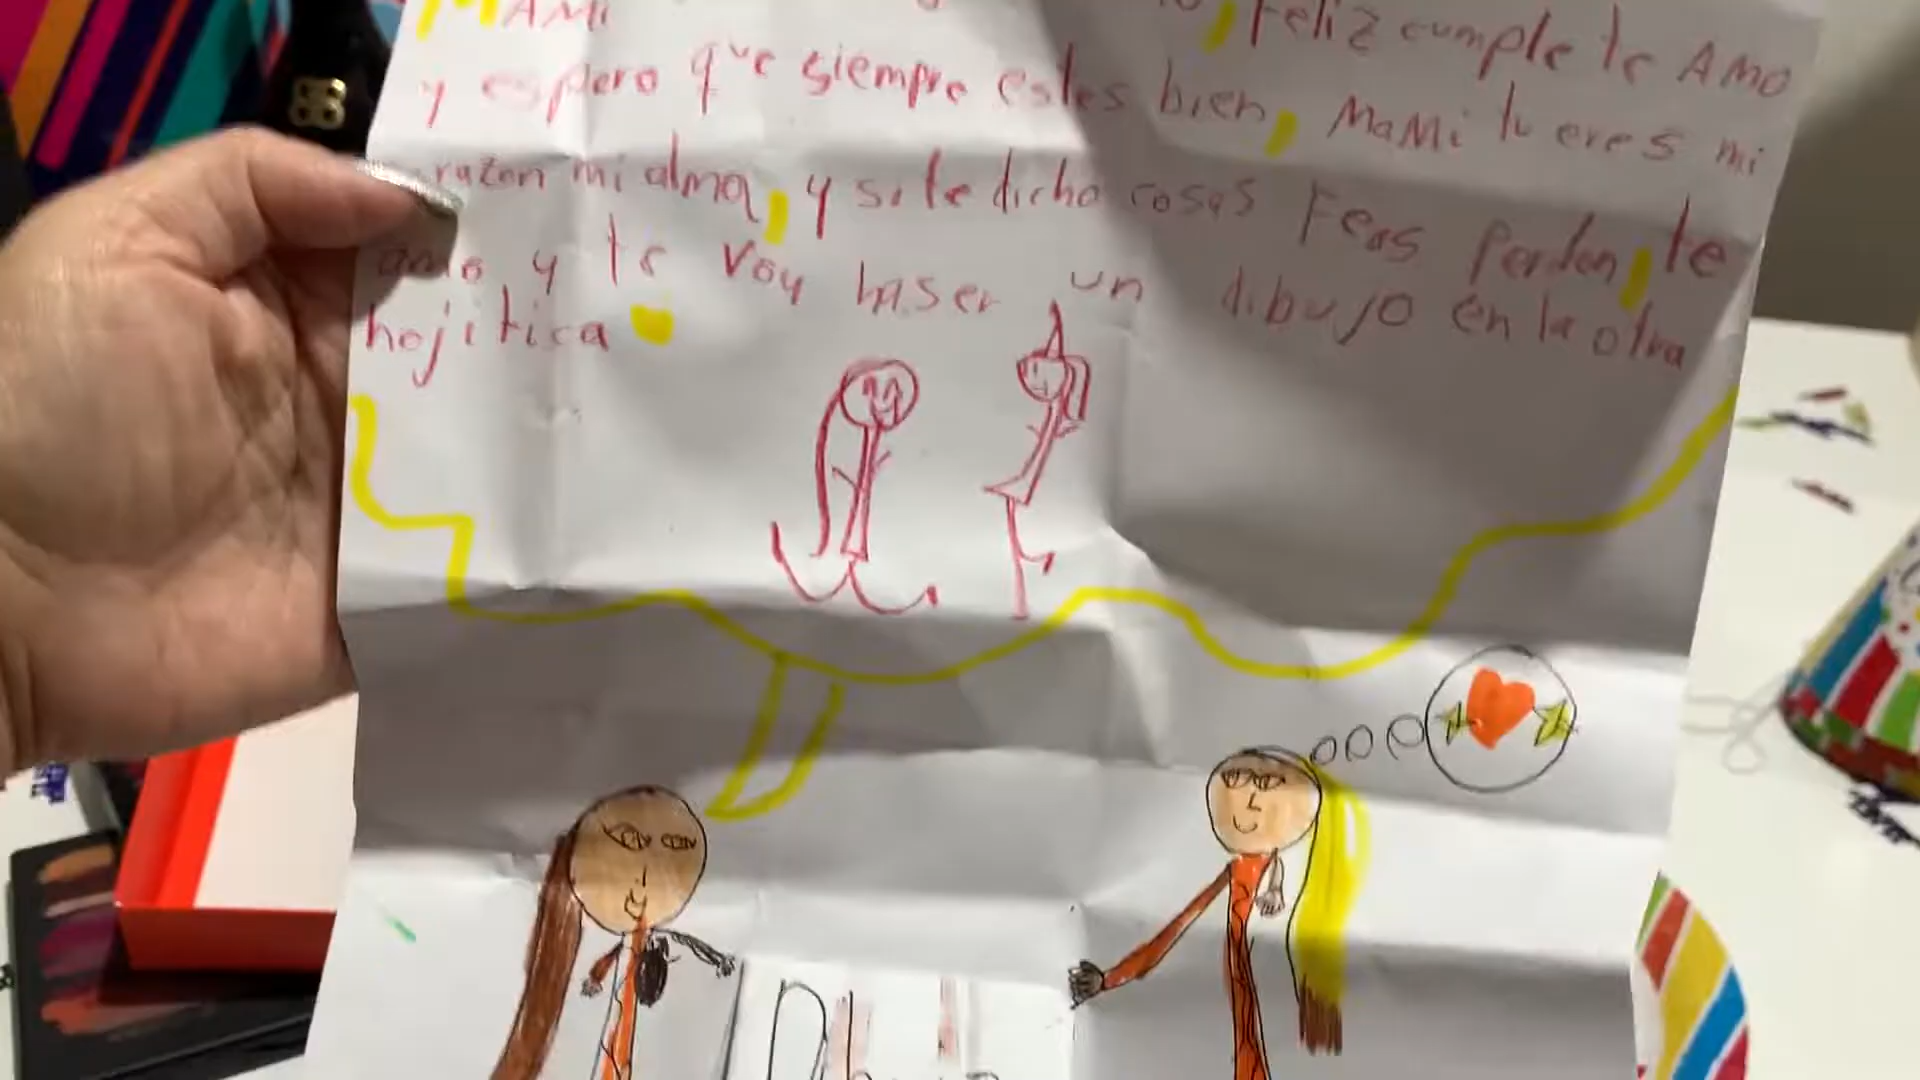 MAMi Feliz cumple te AMO
y espero que siempre estes bien, MaMi tu eres mi
razon mi alma, y si te dicho cosas Feas perdon, te
amo y te voy haser un dibujo en la otra
hojitica